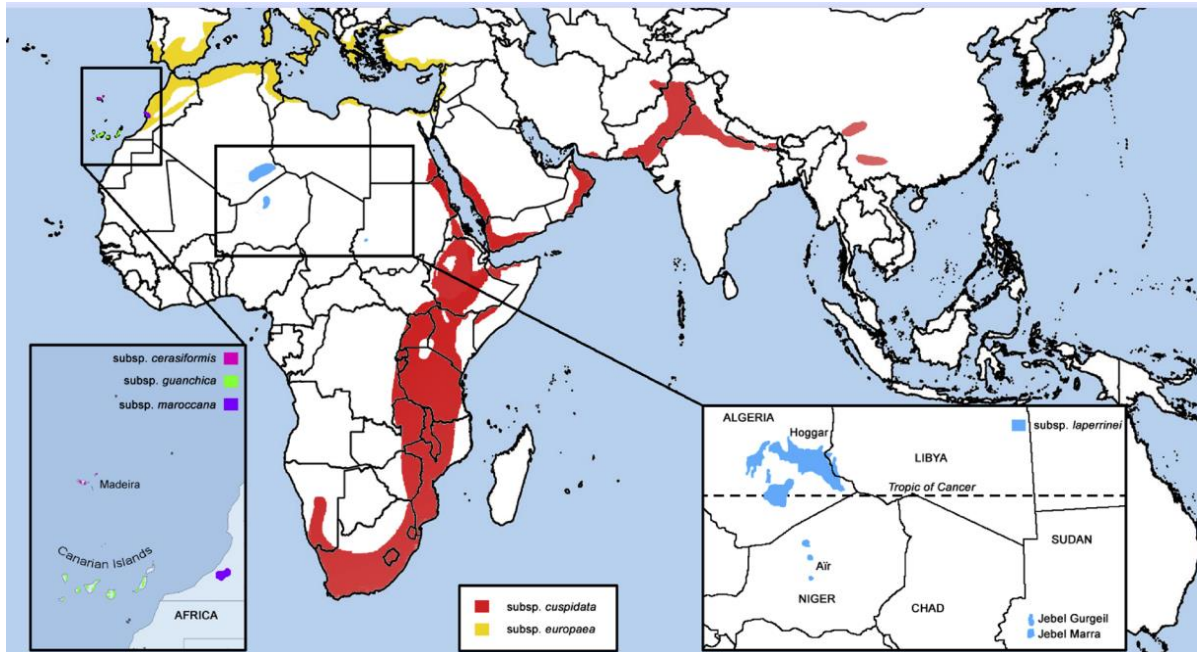 subsp. cerasiformis
subsp. guanchica
subsp. maroccana
Madeira
Canarian Islands
AFRICA
subsp. cuspidata
subsp. europaea
ALGERIA
Hoggar
subsp. laperrinei
LIBYA
Tropic of Cancer
SUDAN
Aïr
NIGER
CHAD
Jebel Gurgeil
Jebel Marra